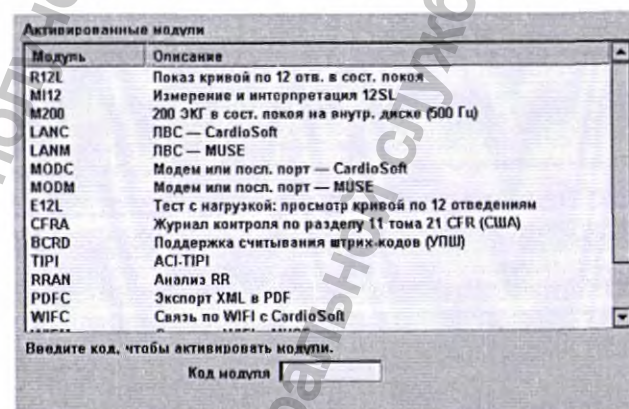 Активированные модули
Модуль Описание
R12L Показ кривой по 12 отв. в сост. покоя
MI12 Измерение и интерпретация 12SL
M200 200 ЭКГ в сост. покоя на внутр. диске (500 Гц)
LANC ЛВС — CardioSoft
LANM ЛВС — MUSE
MODC Модем или посл. порт — CardioSoft
MODM Модем или посл. порт — MUSE
E12L Тест с нагрузкой: просмотр кривой по 12 отведениям
CFRA Журнал контроля по разделу 11 тома 21 CFR (США)
BCRD Поддержка считывания штрих-кодов (УПШ)
TIPI ACI-TIPI
RRAN Анализ RR
PDFC Экспорт XML в PDF
WIFC Связь по WIFI с CardioSoft
Введите код, чтобы активировать модули.
Код модуля